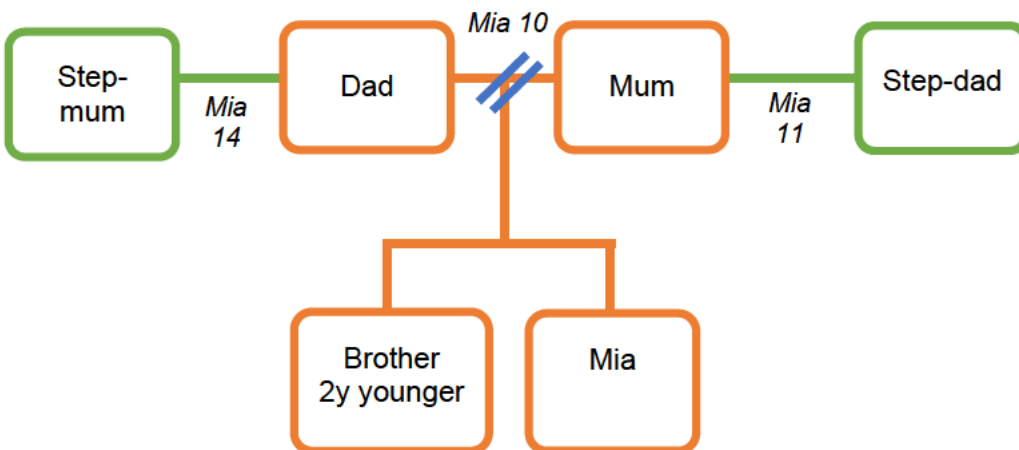 Mia 10
Step-
mum
Mia
14
Dad
Mum
Mia
11
Step-dad
Brother
2y younger
Mia